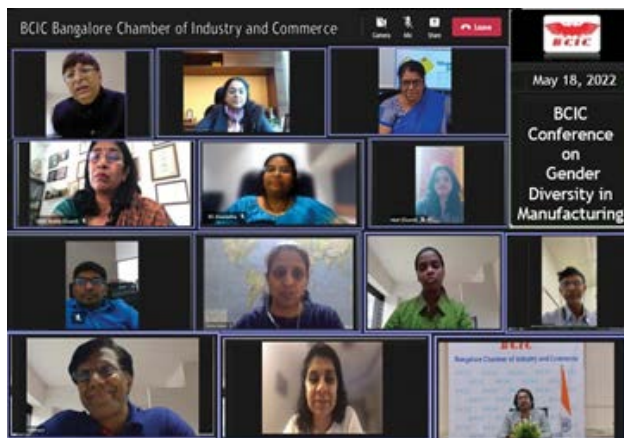 BCIC Bangalore Chamber of Industry and Commerce
Camera
Mic
Share
Leave
BCIC
May 18, 2022
BCIC
Conference
on
Gender
Diversity in
Manufacturing
BCIC
Bangalore Chamber of Industry and Commerce